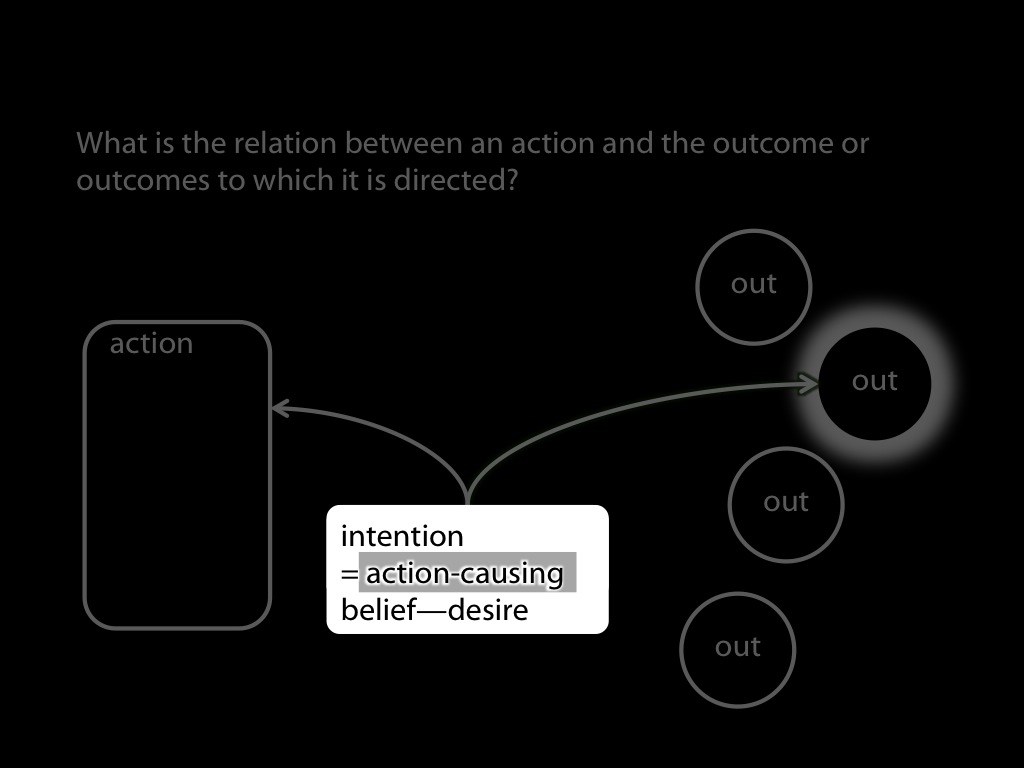 What is the relation between an action and the outcome or
outcomes to which it is directed?
out
action
out
out
intention
= action-causing
belief—desire
out